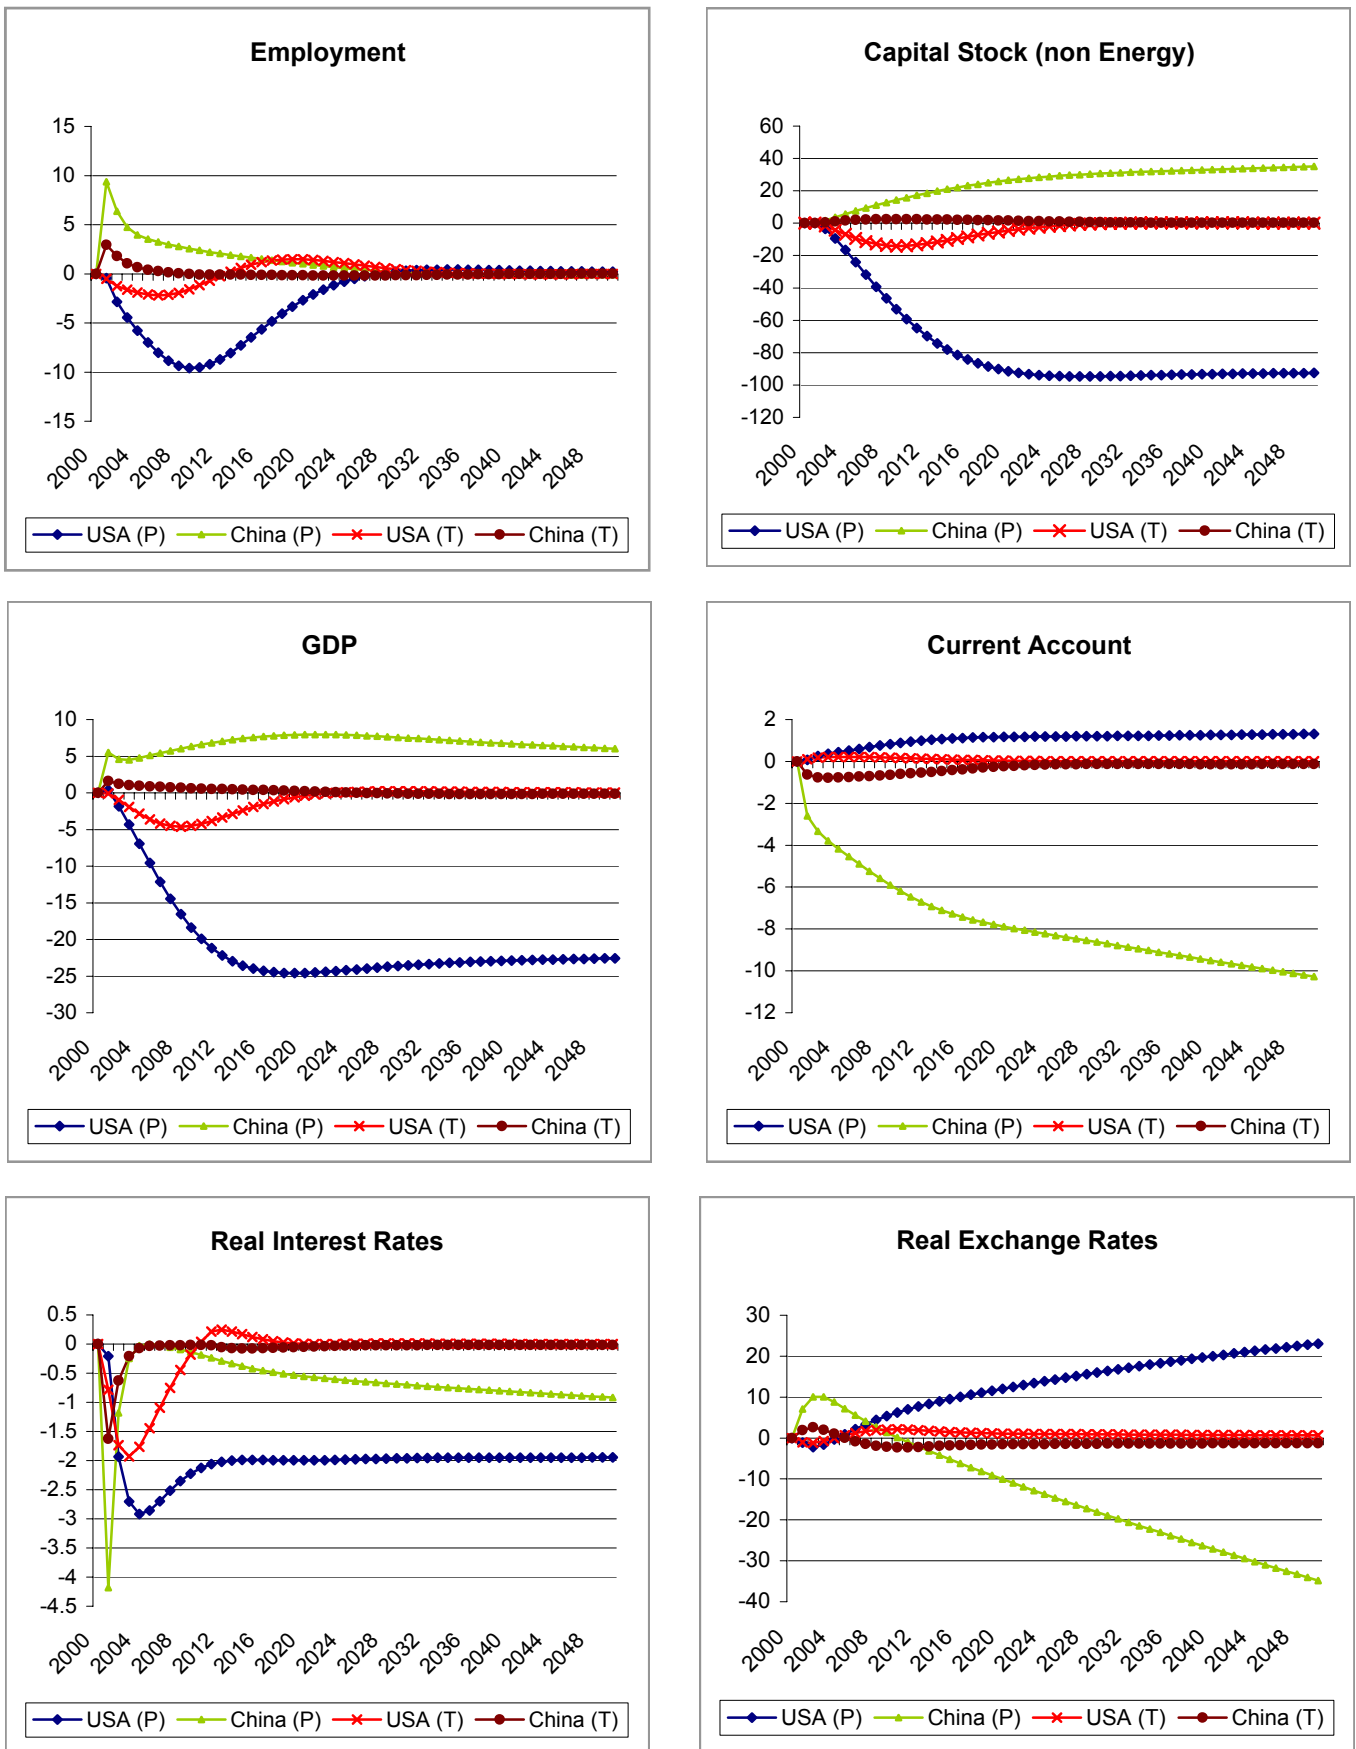 Employment
15
10
5
0
-5
-10
-15
2000 2004 2008 2012 2016 2020 2024 2028 2032 2036 2040 2044 2048
USA (P) China (P) USA (T) China (T)
Capital Stock (non Energy)
60
40
20
0
-20
-40
-60
-80
-100
-120
2000 2004 2008 2012 2016 2020 2024 2028 2032 2036 2040 2044 2048
USA (P) China (P) USA (T) China (T)
GDP
10
5
0
-5
-10
-15
-20
-25
-30
2000 2004 2008 2012 2016 2020 2024 2028 2032 2036 2040 2044 2048
USA (P) China (P) USA (T) China (T)
Current Account
2
0
-2
-4
-6
-8
-10
-12
2000 2004 2008 2012 2016 2020 2024 2028 2032 2036 2040 2044 2048
USA (P) China (P) USA (T) China (T)
Real Interest Rates
0.5
0
-0.5
-1
-1.5
-2
-2.5
-3
-3.5
-4
-4.5
2000 2004 2008 2012 2016 2020 2024 2028 2032 2036 2040 2044 2048
USA (P) China (P) USA (T) China (T)
Real Exchange Rates
30
20
10
0
-10
-20
-30
-40
2000 2004 2008 2012 2016 2020 2024 2028 2032 2036 2040 2044 2048
USA (P) China (P) USA (T) China (T)